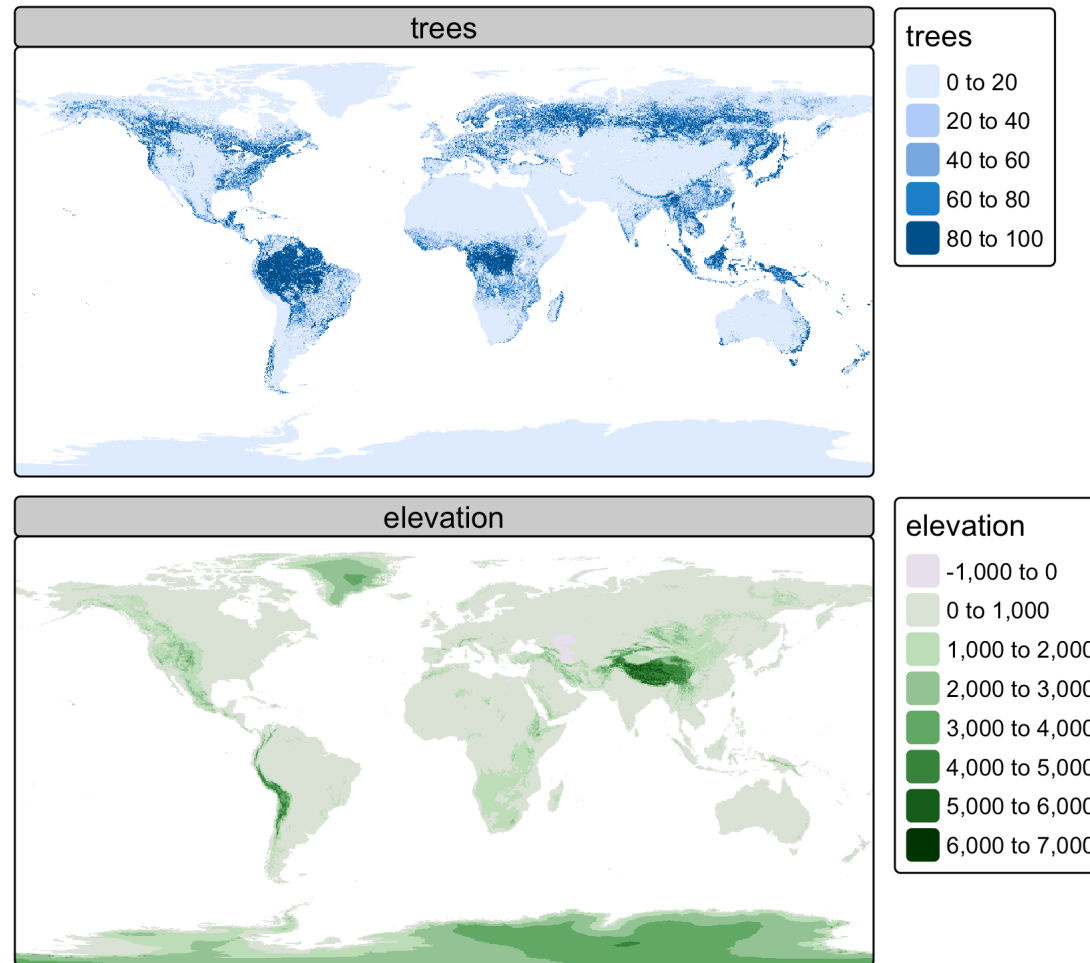 trees
trees
0 to 20
20 to 40
40 to 60
60 to 80
80 to 100
elevation
elevation
-1,000 to 0
0 to 1,000
1,000 to 2,000
2,000 to 3,000
3,000 to 4,000
4,000 to 5,000
5,000 to 6,000
6,000 to 7,000